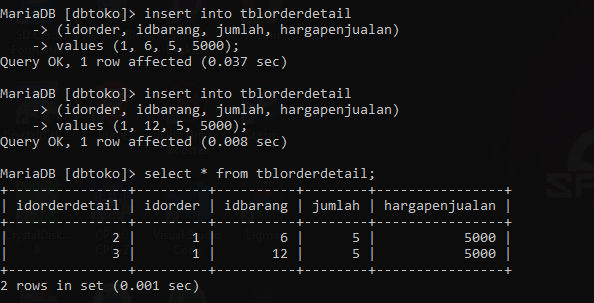 MariaDB [dbtoko]> insert into tblorderdetail
    -> (idorder, idbarang, jumlah, hargapenjualan)
    -> values (1, 6, 5, 5000);
Query OK, 1 row affected (0.037 sec)

MariaDB [dbtoko]> insert into tblorderdetail
    -> (idorder, idbarang, jumlah, hargapenjualan)
    -> values (1, 12, 5, 5000);
Query OK, 1 row affected (0.008 sec)

MariaDB [dbtoko]> select * from tblorderdetail;
+---------------+---------+----------+--------+----------------+
| idorderdetail | idorder | idbarang | jumlah | hargapenjualan |
+---------------+---------+----------+--------+----------------+
|             2 |       1 |        6 |      5 |           5000 |
|             3 |       1 |       12 |      5 |           5000 |
+---------------+---------+----------+--------+----------------+
2 rows in set (0.001 sec)